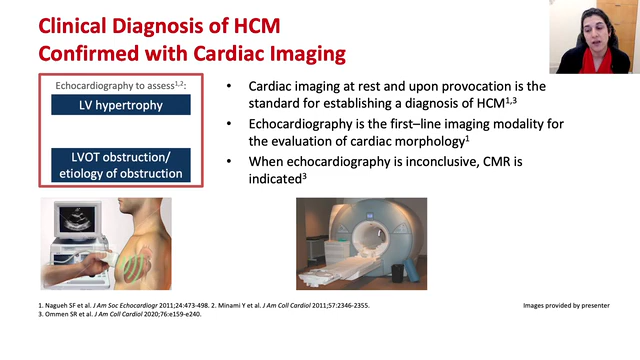 Clinical Diagnosis of HCM
Confirmed with Cardiac Imaging
Echocardiography to assess1,2:
LV hypertrophy
LVOT obstruction/
etiology of obstruction
• Cardiac imaging at rest and upon provocation is the
standard for establishing a diagnosis of HCM1,3
• Echocardiography is the first–line imaging modality for
the evaluation of cardiac morphology1
• When echocardiography is inconclusive, CMR is
indicated3
1. Nagueh SF et al. J Am Soc Echocardiogr 2011;24:473-498. 2. Minami Y et al. J Am Coll Cardiol 2011;57:2346-2355.
3. Ommen SR et al. J Am Coll Cardiol 2020;76:e159-e240.
Images provided by presenter